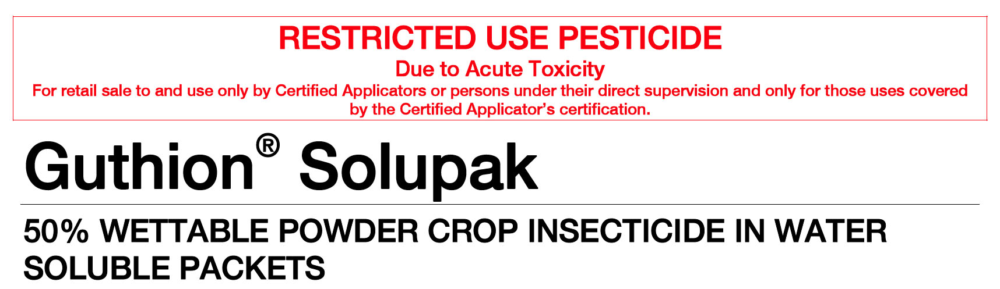 RESTRICTED USE PESTICIDE
Due to Acute Toxicity
For retail sale to and use only by Certified Applicators or persons under their direct supervision and only for those uses covered
by the Certified Applicator’s certification.
Guthion® Solupak
50% WETTABLE POWDER CROP INSECTICIDE IN WATER
SOLUBLE PACKETS